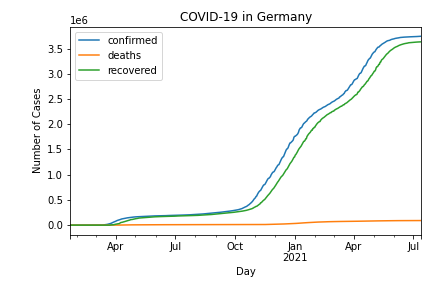 COVID-19 in Germany
1e6
confirmed
deaths
recovered
Number of Cases
3.5
3.0
2.5
2.0
1.5
1.0
0.5
0.0
Apr
Jul
Oct
Jan
2021
Apr
Jul
Day